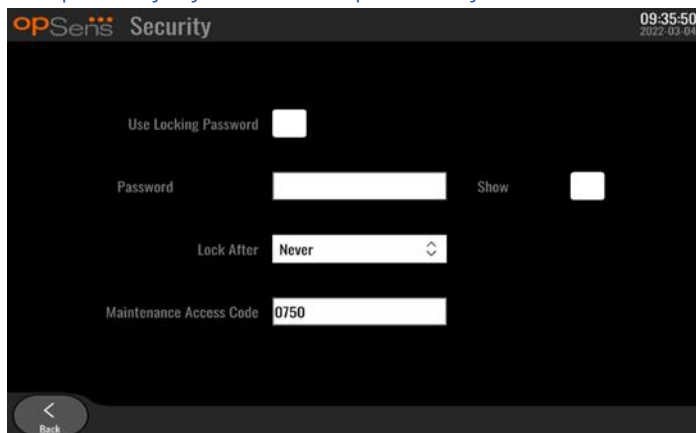 opSens Security
09:35:50
2022-03-04
Use Locking Password
Password
Show
Lock After
Never
Maintenance Access Code
0750
Back